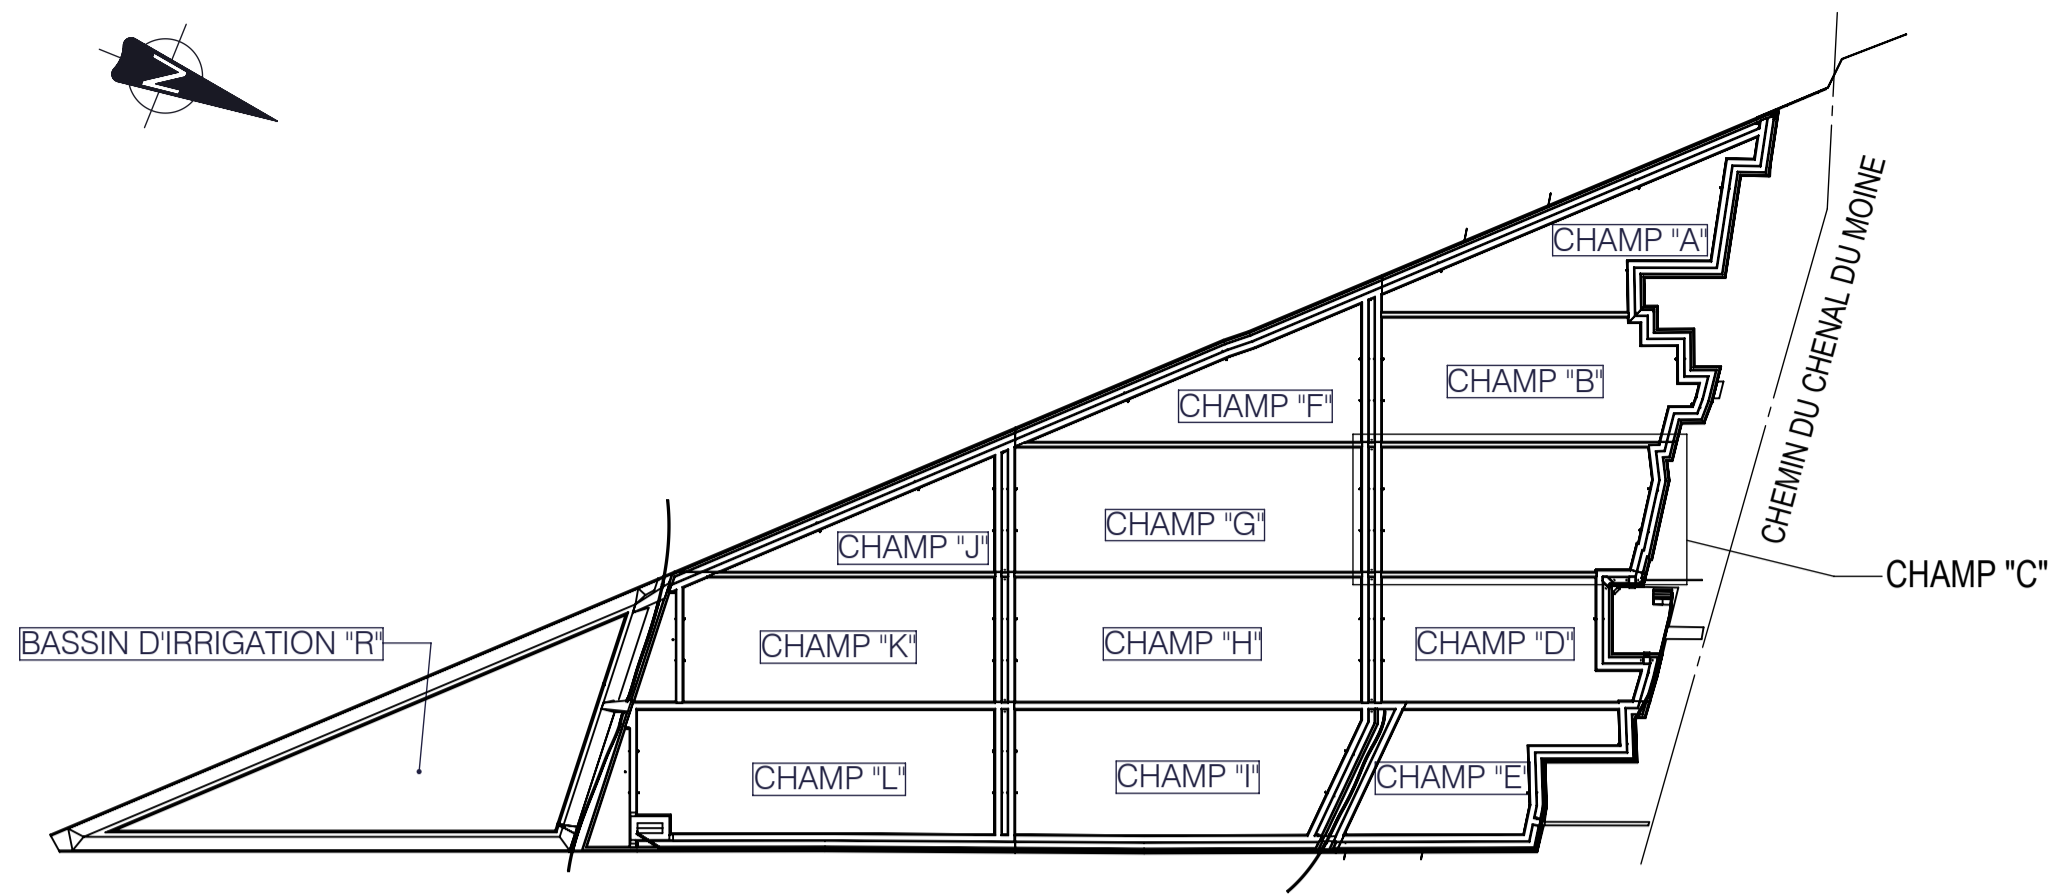 N
CHAMP "A"
CHEMIN DU CHENAL DU MOINE
CHAMP "B"
CHAMP "F"
CHAMP "G"
CHAMP "J"
CHAMP "C"
BASSIN D'IRRIGATION "R"
CHAMP "K"
CHAMP "H"
CHAMP "D"
CHAMP "L"
CHAMP "I"
CHAMP "E"